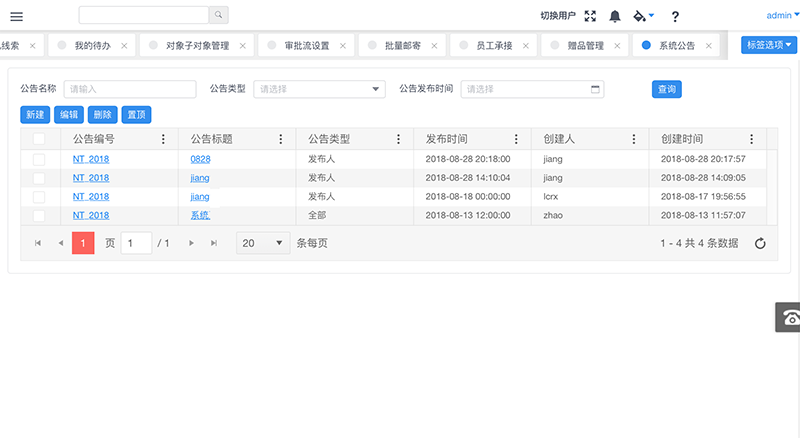 切换用户 ? admin
线索 × 我的待办 × 对象子对象管理 × 审批流设置 × 批量邮寄 × 员工承接 × 赠品管理 × 系统公告 × 标签选项
公告名称 请输入 公告类型 请选择 公告发布时间 请选择 查询
新建 编辑 删除 置顶
公告编号 公告标题 公告类型 发布时间 创建人 创建时间
NT_2018 0828 发布人 2018-08-28 20:18:00 jiang 2018-08-28 20:17:57
NT_2018 jiang 发布人 2018-08-28 14:10:04 jiang 2018-08-28 14:09:05
NT_2018 jiang 发布人 2018-08-18 00:00:00 lcrx 2018-08-17 19:56:55
NT_2018 系统 全部 2018-08-13 12:00:00 zhao 2018-08-13 11:57:07
1 页 1 / 1 20 条每页 1 - 4 共 4 条数据